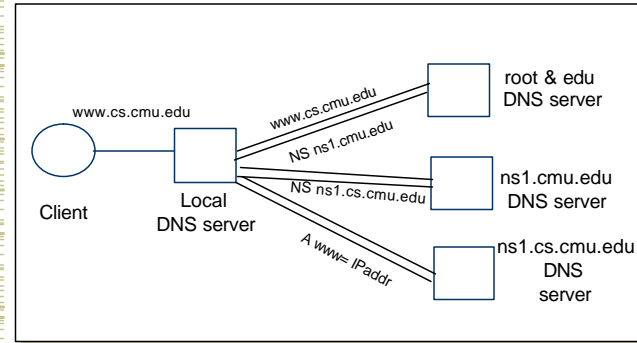 www.cs.cmu.edu
Client
Local
DNS server
www.cs.cmu.edu
NS ns1.cmu.edu
root & edu
DNS server
NS ns1.cs.cmu.edu
ns1.cmu.edu
DNS server
A www= IPaddr
ns1.cs.cmu.edu
DNS
server